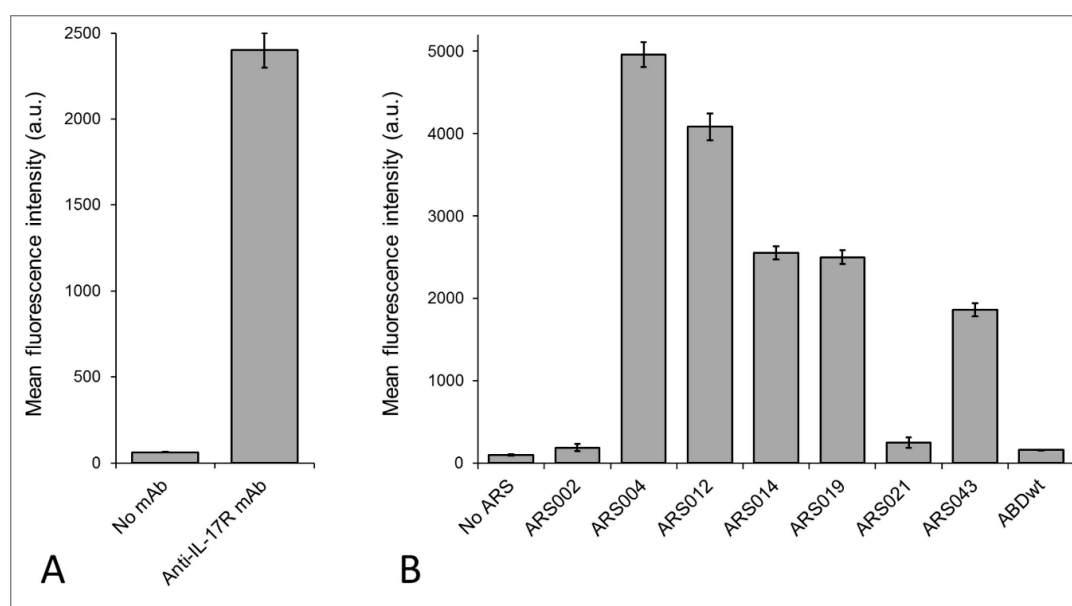 Mean fluorescence intensity (a.u.)
2500
2000
1500
1000
500
0
No mAb
Anti-IL-17R mAb
A
Mean fluorescence intensity (a.u.)
5000
4000
3000
2000
1000
0
No ARS
ARS002
ARS004
ARS012
ARS014
ARS019
ARS021
ARS043
ABDwt
B